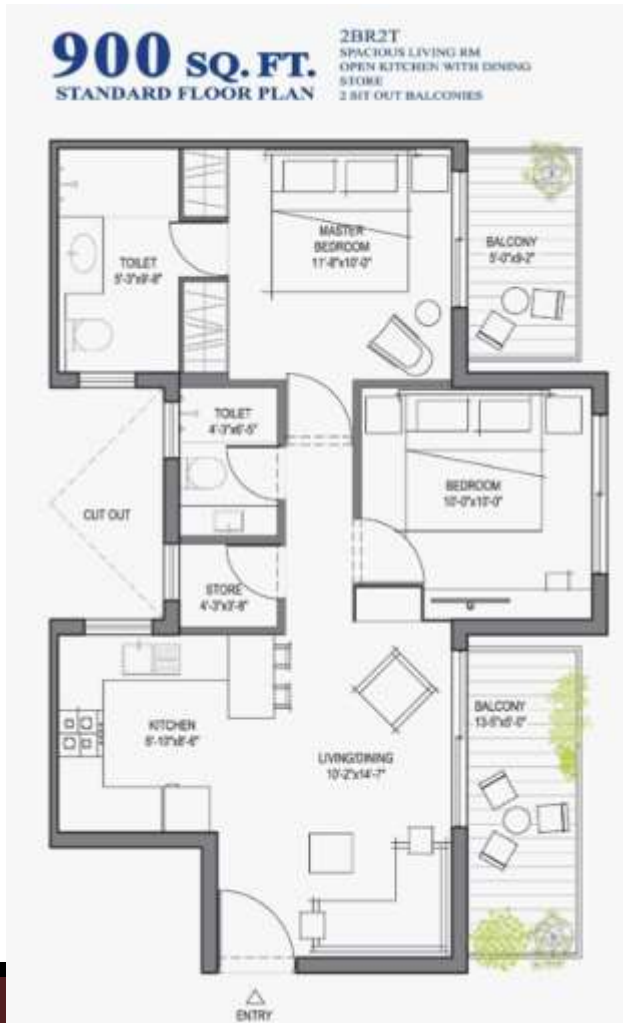 900 SQ. FT.
STANDARD FLOOR PLAN
2BR2T
SPACIOUS LIVING RM
OPEN KITCHEN WITH DINING
STORE
2 SIT OUT BALCONIES
MASTER
BEDROOM
11'-8"x10'-0"
BALCONY
5'-0"x9'-2"
TOILET
5'-3"x9'-8"
TOILET
4'-3"x6'-5"
BEDROOM
10'-0"x10'-0"
CUT OUT
STORE
4'-3"x3'-8"
KITCHEN
8'-10"x8'-6"
BALCONY
13'-5"x5'-0"
LIVING/DINING
10'-2"x14'-7"
ENTRY